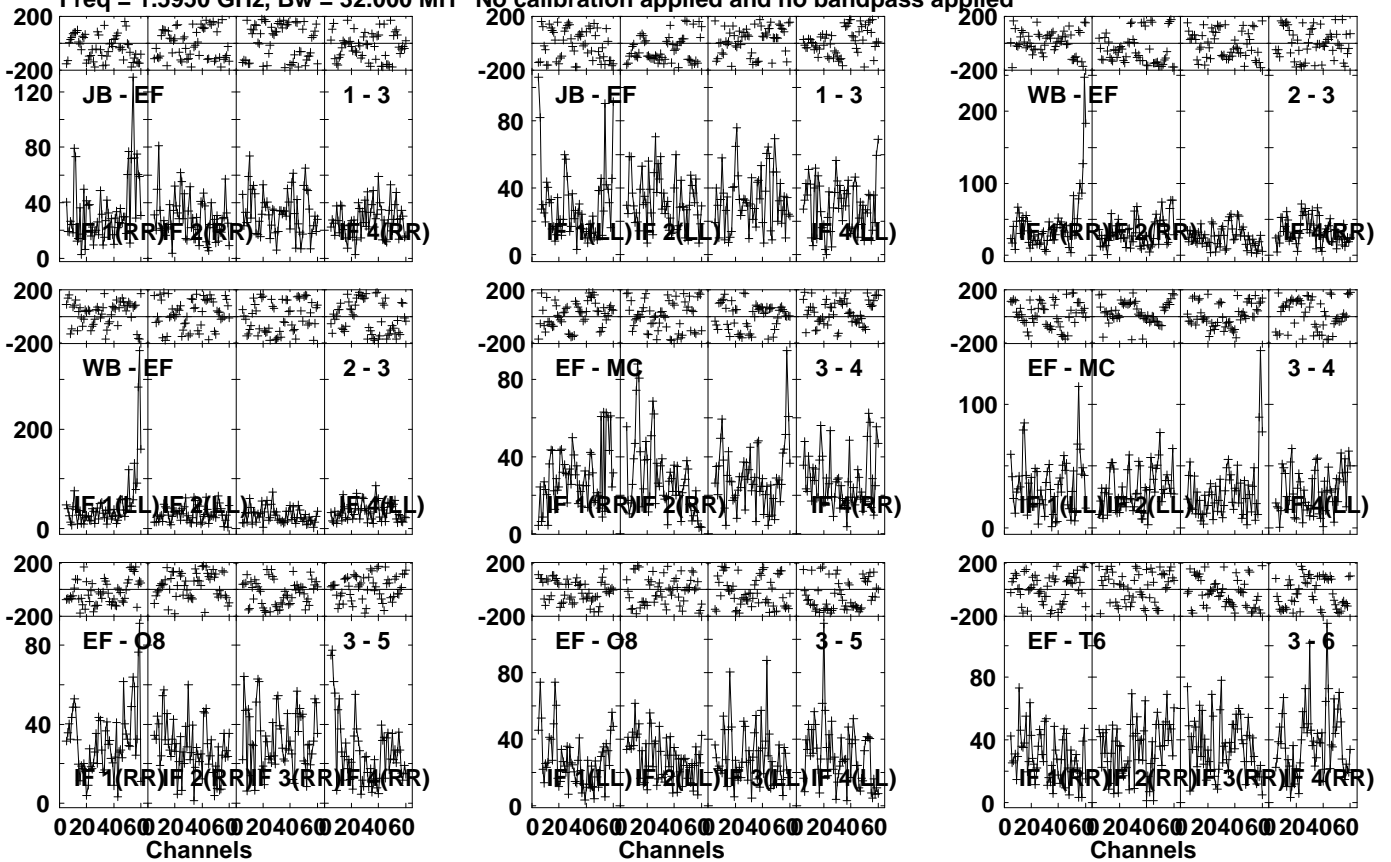 Freq = 1.5950 GHz, Bw = 32.000 MH No calibration applied and no bandpass applied
200
-200
120
80
40
0
JB - EF 1 - 3
IF 1(RR) IF 2(RR) IF 4(RR)
80
40
0
JB - EF 1 - 3
IF 1(LL) IF 2(LL) IF 4(LL)
200
-200
200
100
0
WB - EF 2 - 3
IF 1(RR) IF 2(RR) IF 4(RR)
200
-200
200
0
WB - EF 2 - 3
IF 1(LL) IF 2(LL) IF 4(LL)
200
-200
80
40
0
EF - MC 3 - 4
IF 1(RR) IF 2(RR) IF 4(RR)
200
-200
100
0
EF - MC 3 - 4
IF 1(LL) IF 2(LL) IF 4(LL)
200
-200
80
40
0
EF - O8 3 - 5
IF 1(RR) IF 2(RR) IF 3(RR) IF 4(RR)
0 20 40 60 0 20 40 60 0 20 40 60 0 20 40 60
Channels
200
-200
80
40
0
EF - O8 3 - 5
IF 1(LL) IF 2(LL) IF 3(LL) IF 4(LL)
0 20 40 60 0 20 40 60 0 20 40 60 0 20 40 60
Channels
200
-200
80
40
0
EF - T6 3 - 6
IF 1(RR) IF 2(RR) IF 3(RR) IF 4(RR)
0 20 40 60 0 20 40 60 0 20 40 60 0 20 40 60
Channels